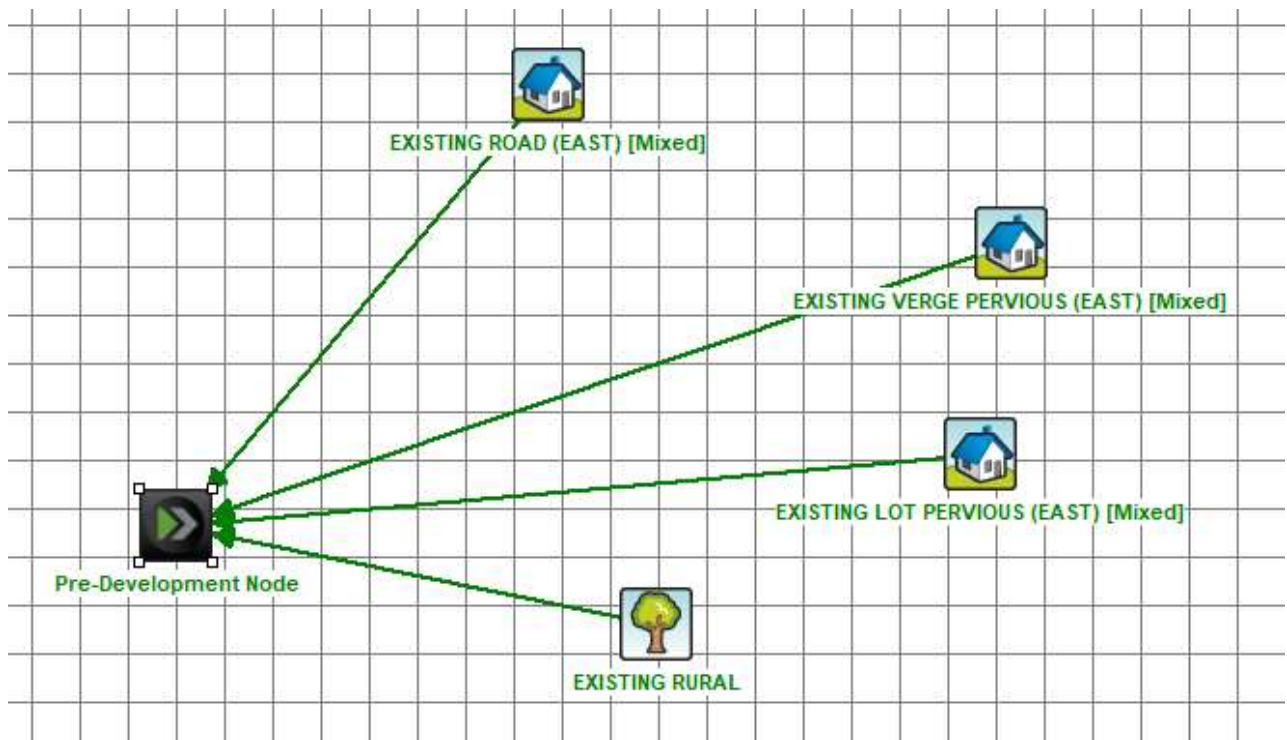 EXISTING ROAD (EAST) [Mixed]
EXISTING VERGE PERVIOUS (EAST) [Mixed]
EXISTING LOT PERVIOUS (EAST) [Mixed]
Pre-Development Node
EXISTING RURAL